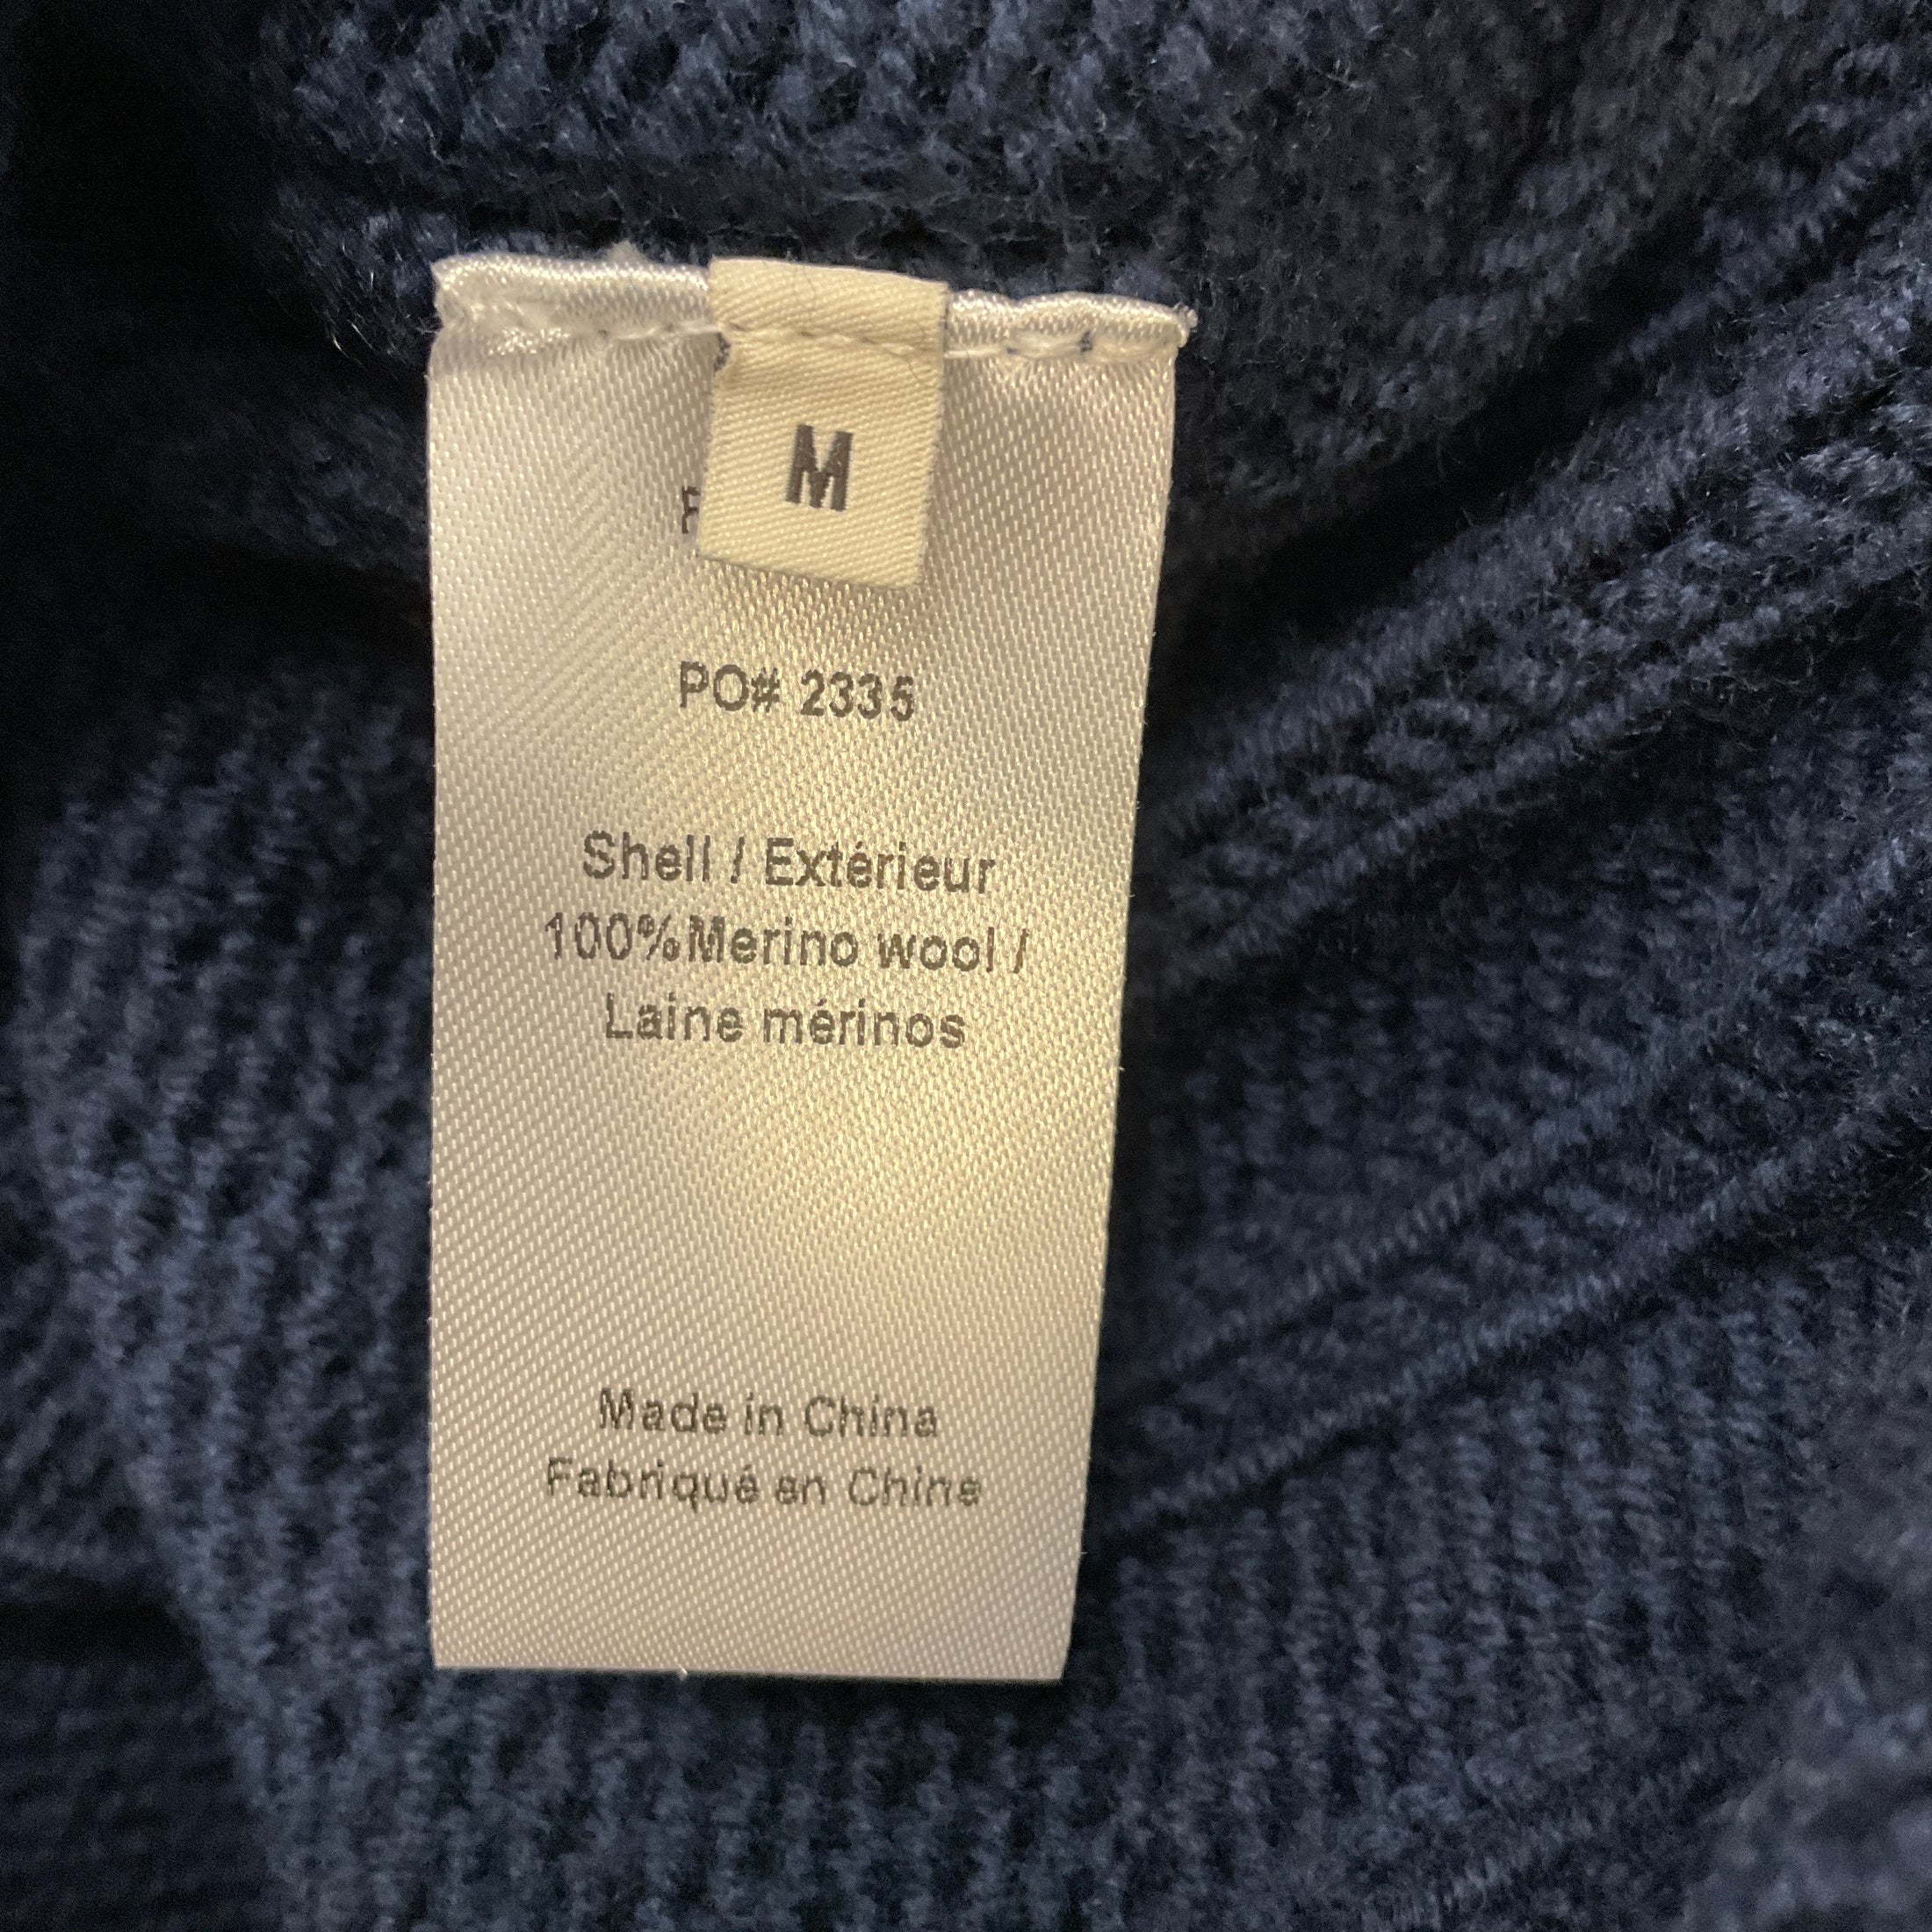 M
PO# 2335
Shell / Extérieur
100%Merino wool /
Laine mérinos
Made in China
Fabriqué en Chine